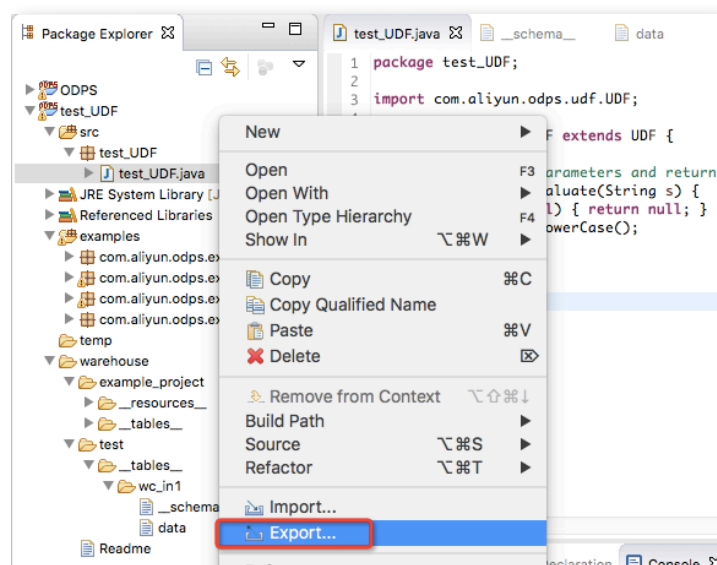 Package Explorer
ODPS
test_UDF
src
test_UDF
test_UDF.java
JRE System Library [J
Referenced Libraries
examples
com.aliyun.odps.ex
com.aliyun.odps.ex
com.aliyun.odps.ex
com.aliyun.odps.ex
temp
warehouse
example_project
__resources__
__tables__
test
__tables__
wc_in1
__schema
data
Readme
New
Open F3
Open With
Open Type Hierarchy F4
Show In ⌥⌘W
Copy ⌘C
Copy Qualified Name
Paste ⌘V
Delete ⌦
Remove from Context ⌥⇧⌘↓
Build Path
Source ⌥⌘S
Refactor ⌥⌘T
Import...
Export...
test_UDF.java __schema__ data
1 package test_UDF;
2
3 import com.aliyun.odps.udf.UDF;
F extends UDF {
arameters and return
aluate(String s) {
l) { return null; }
owerCase();
eclaration Console